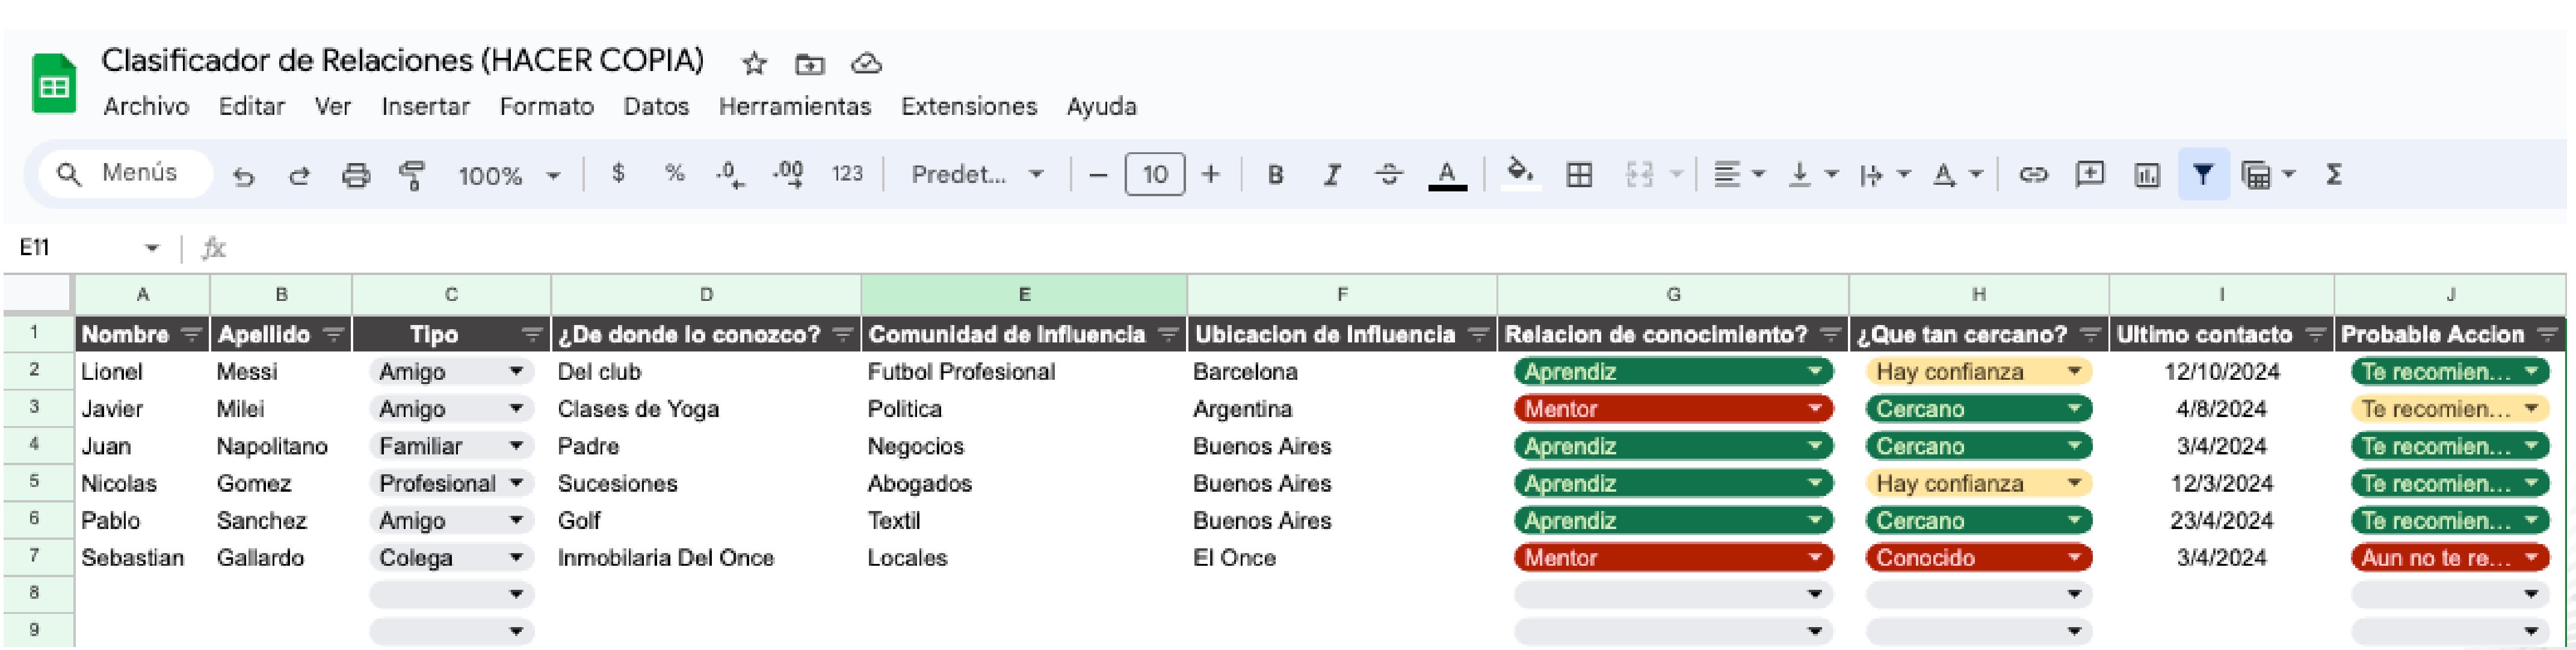 Clasificador de Relaciones (HACER COPIA)
Archivo Editar Ver Insertar Formato Datos Herramientas Extensiones Ayuda
Menús 100% $ % .0 .00 123 Predet... 10 B I A
E11 fx
A B C D E F G H I J
1 Nombre Apellido Tipo ¿De donde lo conozco? Comunidad de Influencia Ubicacion de Influencia Relacion de conocimiento? ¿Que tan cercano? Ultimo contacto Probable Accion
2 Lionel Messi Amigo Del club Futbol Profesional Barcelona Aprendiz Hay confianza 12/10/2024 Te recomien...
3 Javier Milei Amigo Clases de Yoga Politica Argentina Mentor Cercano 4/8/2024 Te recomien...
4 Juan Napolitano Familiar Padre Negocios Buenos Aires Aprendiz Cercano 3/4/2024 Te recomien...
5 Nicolas Gomez Profesional Sucesiones Abogados Buenos Aires Aprendiz Hay confianza 12/3/2024 Te recomien...
6 Pablo Sanchez Amigo Golf Textil Buenos Aires Aprendiz Cercano 23/4/2024 Te recomien...
7 Sebastian Gallardo Colega Inmobilaria Del Once Locales El Once Mentor Conocido 3/4/2024 Aun no te re...
8
9